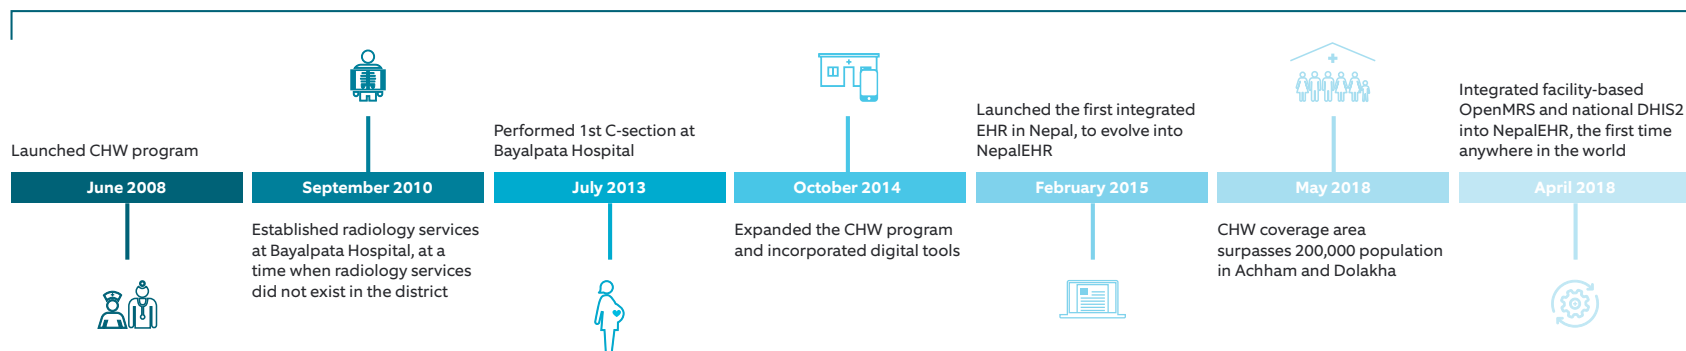 Launched CHW program
June 2008
September 2010
Established radiology services
at Bayalpata Hospital, at a
time when radiology services
did not exist in the district
Performed 1st C-section at
Bayalpata Hospital
July 2013
October 2014
Expanded the CHW program
and incorporated digital tools
Launched the first integrated
EHR in Nepal, to evolve into
NepalEHR
February 2015
May 2018
CHW coverage area
surpasses 200,000 population
in Achham and Dolakha
Integrated facility-based
OpenMRS and national DHIS2
into NepalEHR, the first time
anywhere in the world
April 2018